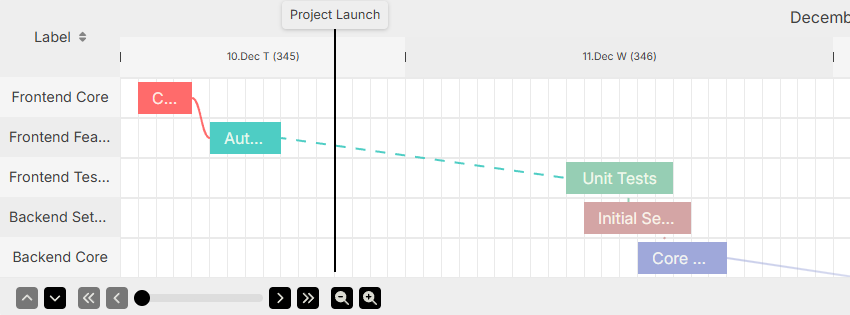 Project Launch
Decemb
Label
10.Dec T (345)
11.Dec W (346)
Frontend Core
C...
Frontend Fea...
Aut...
Frontend Tes...
Unit Tests
Backend Set...
Initial Se...
Backend Core
Core ...